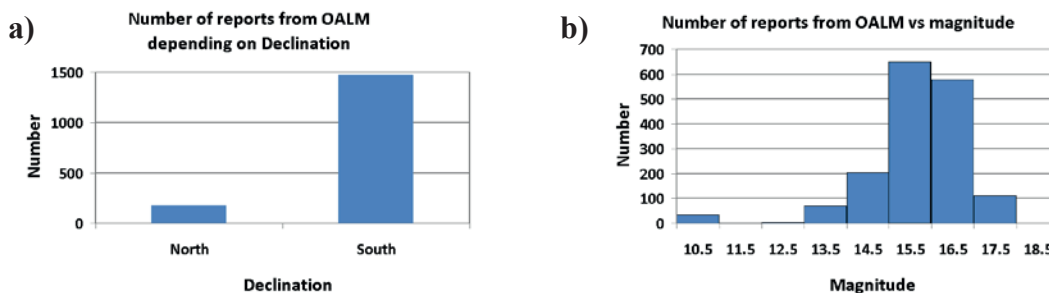 a)
Number of reports from OALM
depending on Declination
1500
1000
500
0
Number
North South
Declination
b)
Number of reports from OALM vs magnitude
700
600
500
400
300
200
100
0
Number
10.5 11.5 12.5 13.5 14.5 15.5 16.5 17.5 18.5
Magnitude